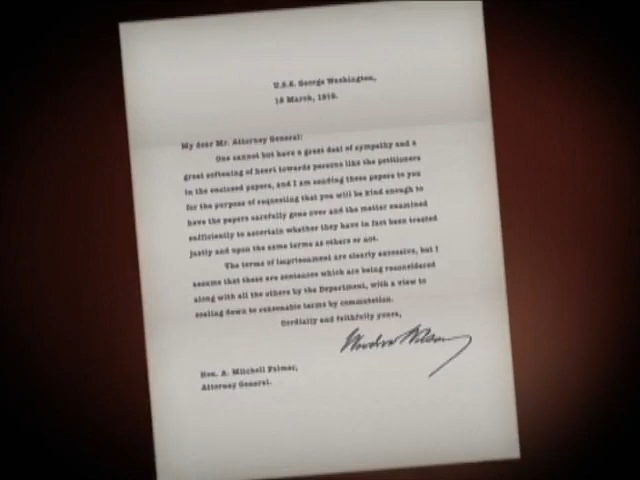 U.S.S. George Washington,
18 March, 1919.
My dear Mr. Attorney General:
One cannot but have a great deal of sympathy and a
great softening of heart towards persons like the petitioners
in the enclosed papers, and I am sending these papers to you
for the purpose of requesting that you will be kind enough to
have the papers carefully gone over and the matter examined
sufficiently to ascertain whether they have in fact been treated
justly and upon the same terms as others or not.
The terms of imprisonment are clearly excessive, but I
assume that these are sentences which are being reconsidered
along with all the others by the Department, with a view to
scaling down to reasonable terms by commutation.
Cordially and faithfully yours,
Woodrow Wilson
Hon. A. Mitchell Palmer,
Attorney General.